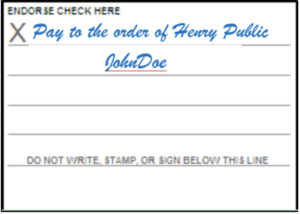 ENDORSE CHECK HERE
X Pay to the order of Henry Public
JohnDoe
DO NOT WRITE, STAMP, OR SIGN BELOW THIS LINE